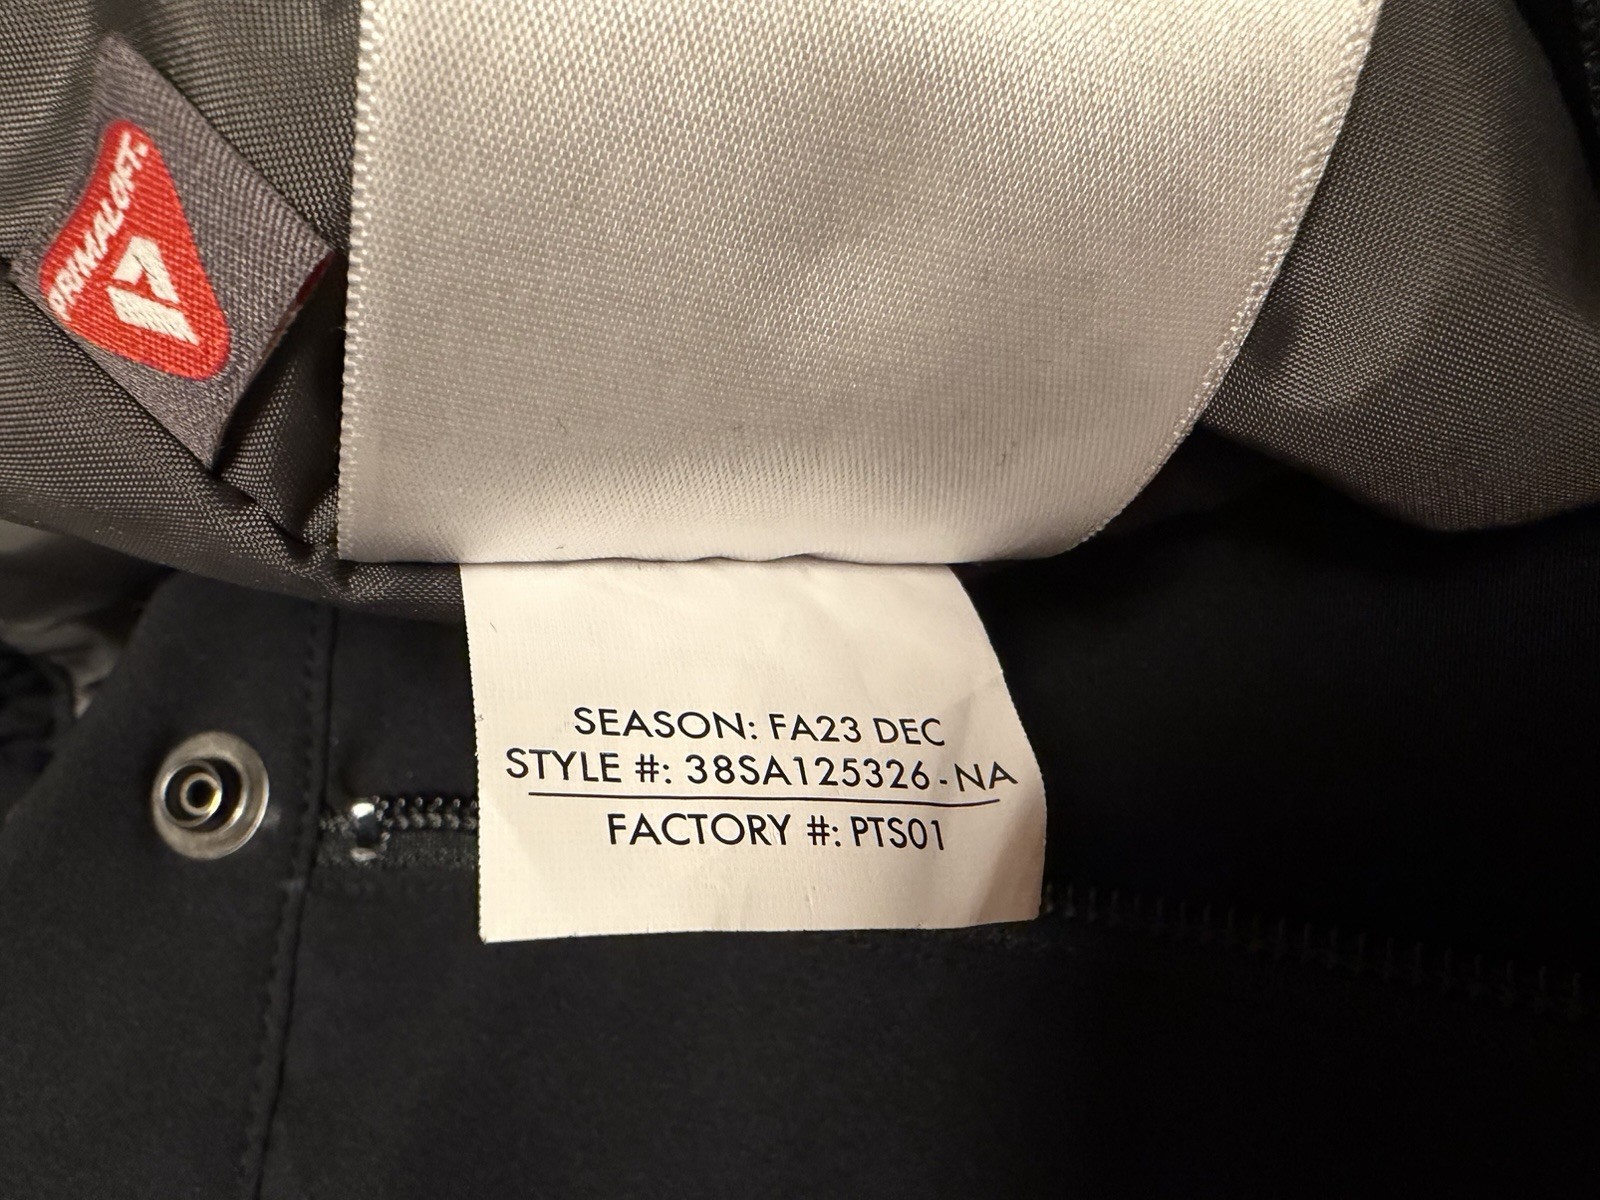 PRIMALOFT
SEASON: FA23 DEC
STYLE #: 38SA125326-NA
FACTORY #: PTS01